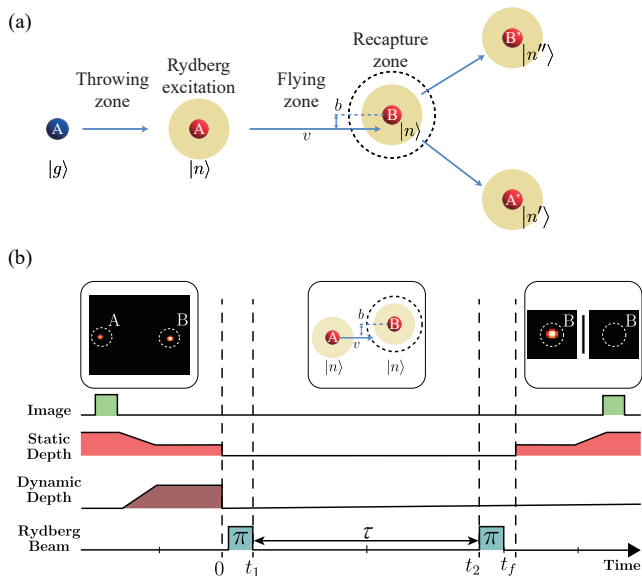 (a)
Throwing zone
Rydberg excitation
Flying zone
Recapture zone
A
|g⟩
A
|n⟩
b
v
B
|n⟩
B'
|n''⟩
A'
|n'⟩
(b)
A
B
b
A
v
B
|n⟩
|n⟩
B
B
Image
Static Depth
Dynamic Depth
Rydberg Beam
π
τ
π
0
t₁
t₂
t_f
Time